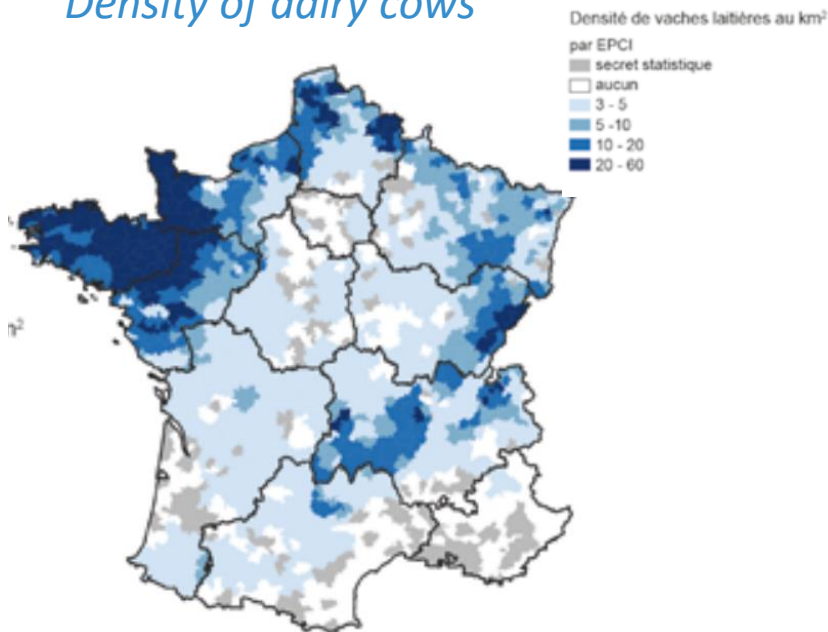 Density of dairy cows
Densité de vaches laitières au km²
par EPCI
secret statistique
aucun
3 - 5
5 -10
10 - 20
20 - 60
m²